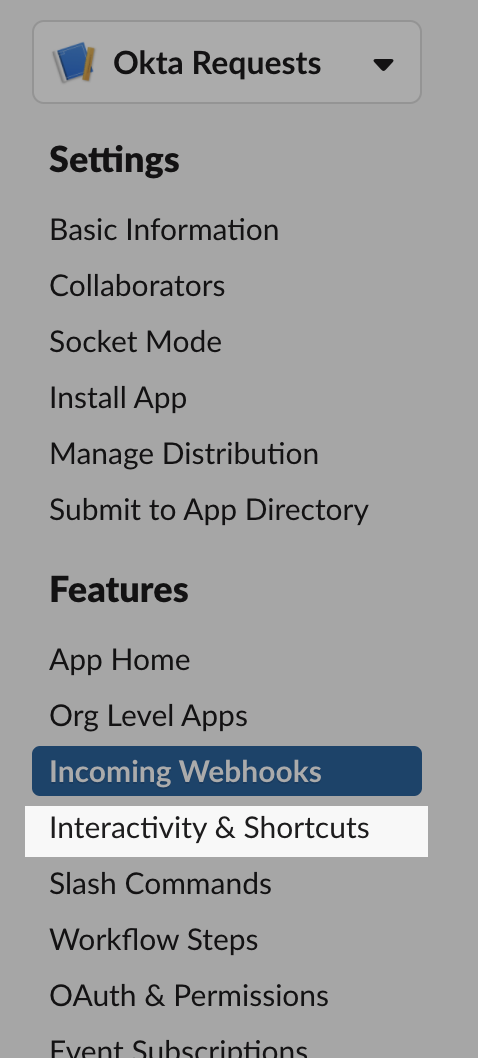 Okta Requests
Settings
Basic Information
Collaborators
Socket Mode
Install App
Manage Distribution
Submit to App Directory
Features
App Home
Org Level Apps
Incoming Webhooks
Interactivity & Shortcuts
Slash Commands
Workflow Steps
OAuth & Permissions
Event Subscriptions